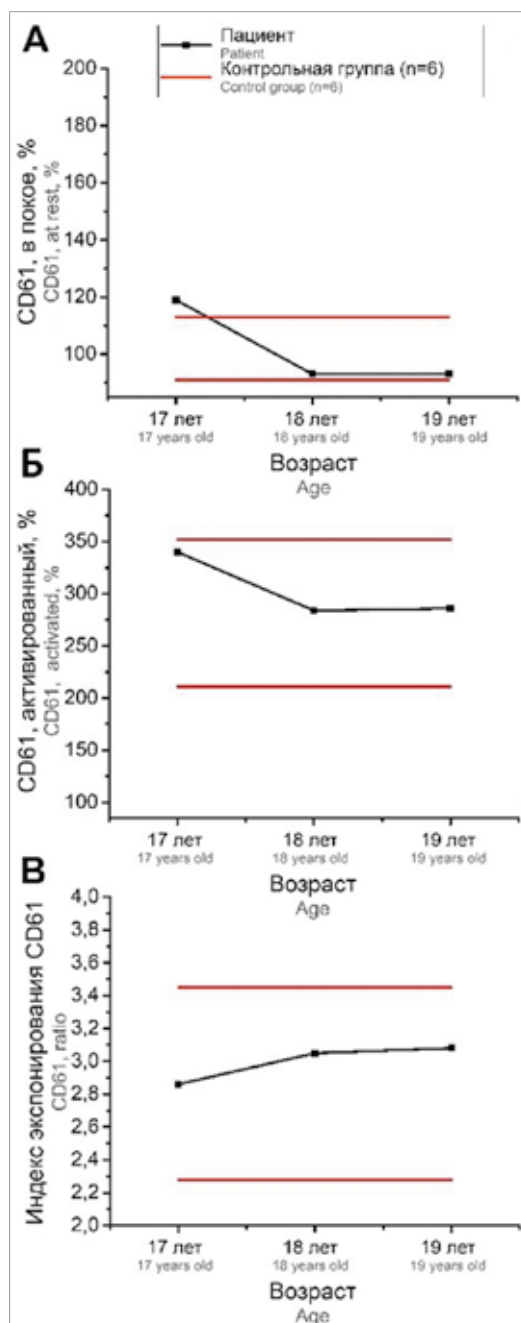 А
Пациент
Patient
Контрольная группа (n=6)
Control group (n=6)
CD61, в покое, %
CD61, at rest, %
200
180
160
140
120
100
17 лет
18 лет
19 лет
17 years old
18 years old
19 years old
Возраст
Age
Б
CD61, активированный, %
CD61, activated, %
400
350
300
250
210
150
100
17 лет
18 лет
19 лет
17 years old
18 years old
19 years old
Возраст
Age
В
Индекс экспонирования CD61
CD61, ratio
4,0
3,8
3,4
3,0
2,8
2,6
2,4
2,2
2,0
17 лет
18 лет
19 лет
17 years old
18 years old
19 years old
Возраст
Age